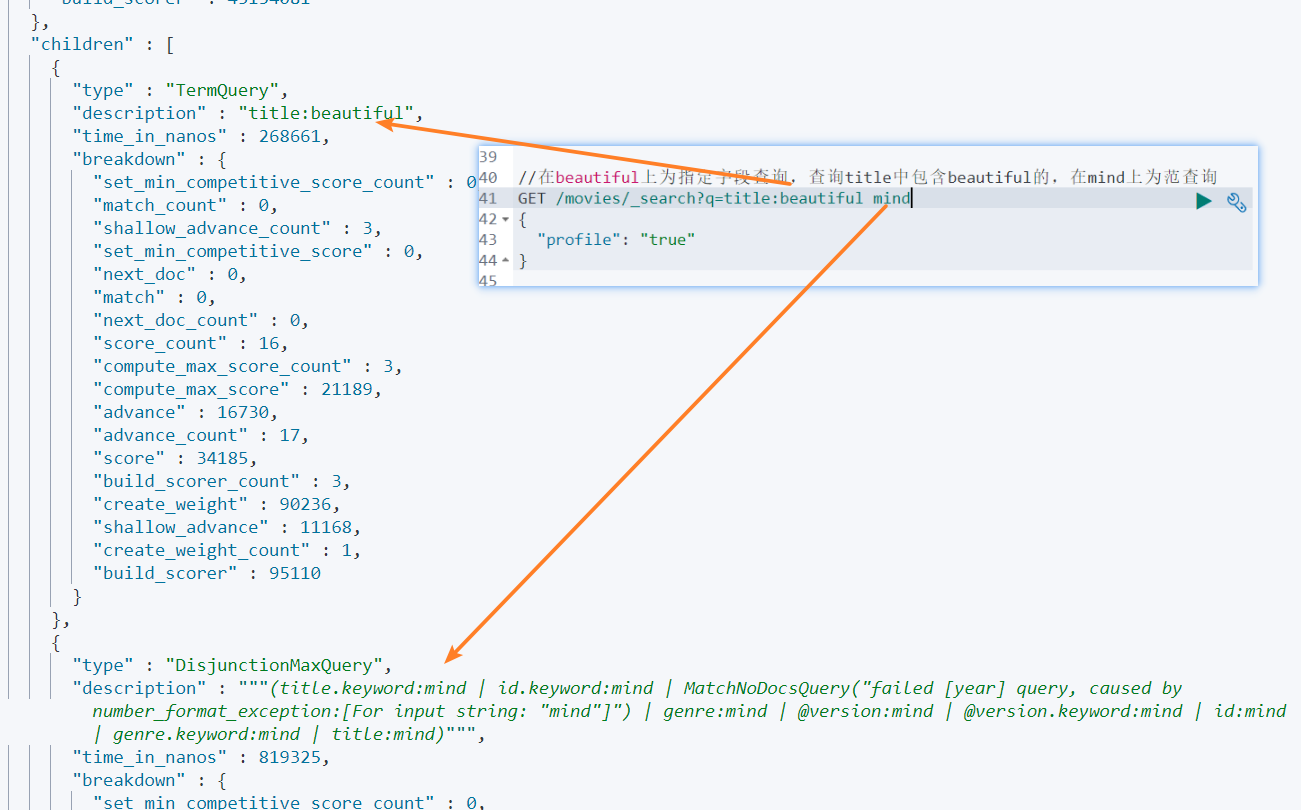 "build_scorer" : 49194081
},
"children" : [
{
"type" : "TermQuery",
"description" : "title:beautiful",
"time_in_nanos" : 268661,
"breakdown" : {
"set_min_competitive_score_count" : 0
"match_count" : 0,
"shallow_advance_count" : 3,
"set_min_competitive_score" : 0,
"next_doc" : 0,
"match" : 0,
"next_doc_count" : 0,
"score_count" : 16,
"compute_max_score_count" : 3,
"compute_max_score" : 21189,
"advance" : 16730,
"advance_count" : 17,
"score" : 34185,
"build_scorer_count" : 3,
"create_weight" : 90236,
"shallow_advance" : 11168,
"create_weight_count" : 1,
"build_scorer" : 95110
}
},
{
"type" : "DisjunctionMaxQuery",
"description" : """(title.keyword:mind | id.keyword:mind | MatchNoDocsQuery("failed [year] query, caused by
number_format_exception:[For input string: "mind"]") | genre:mind | @version:mind | @version.keyword:mind | id:mind
| genre.keyword:mind | title:mind)""",
"time_in_nanos" : 819325,
"breakdown" : {
"set_min_competitive_score_count" : 0,
39
40 //在beautiful上为指定字段查询，查询title中包含beautiful的，在mind上为范查询
41 GET /movies/_search?q=title:beautiful mind
42 {
43 "profile": "true"
44 }
45